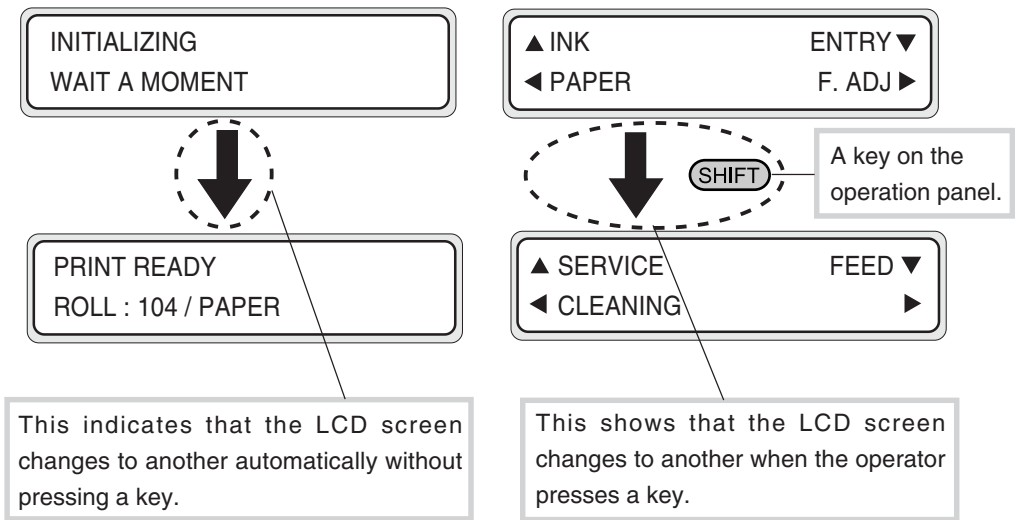 INITIALIZING
WAIT A MOMENT
PRINT READY
ROLL : 104 / PAPER
This indicates that the LCD screen
changes to another automatically without
pressing a key.
▲ INK ENTRY ▼
◀ PAPER F. ADJ ▶
SHIFT
A key on the
operation panel.
▲ SERVICE FEED ▼
◀ CLEANING ▶
This shows that the LCD screen
changes to another when the operator
presses a key.